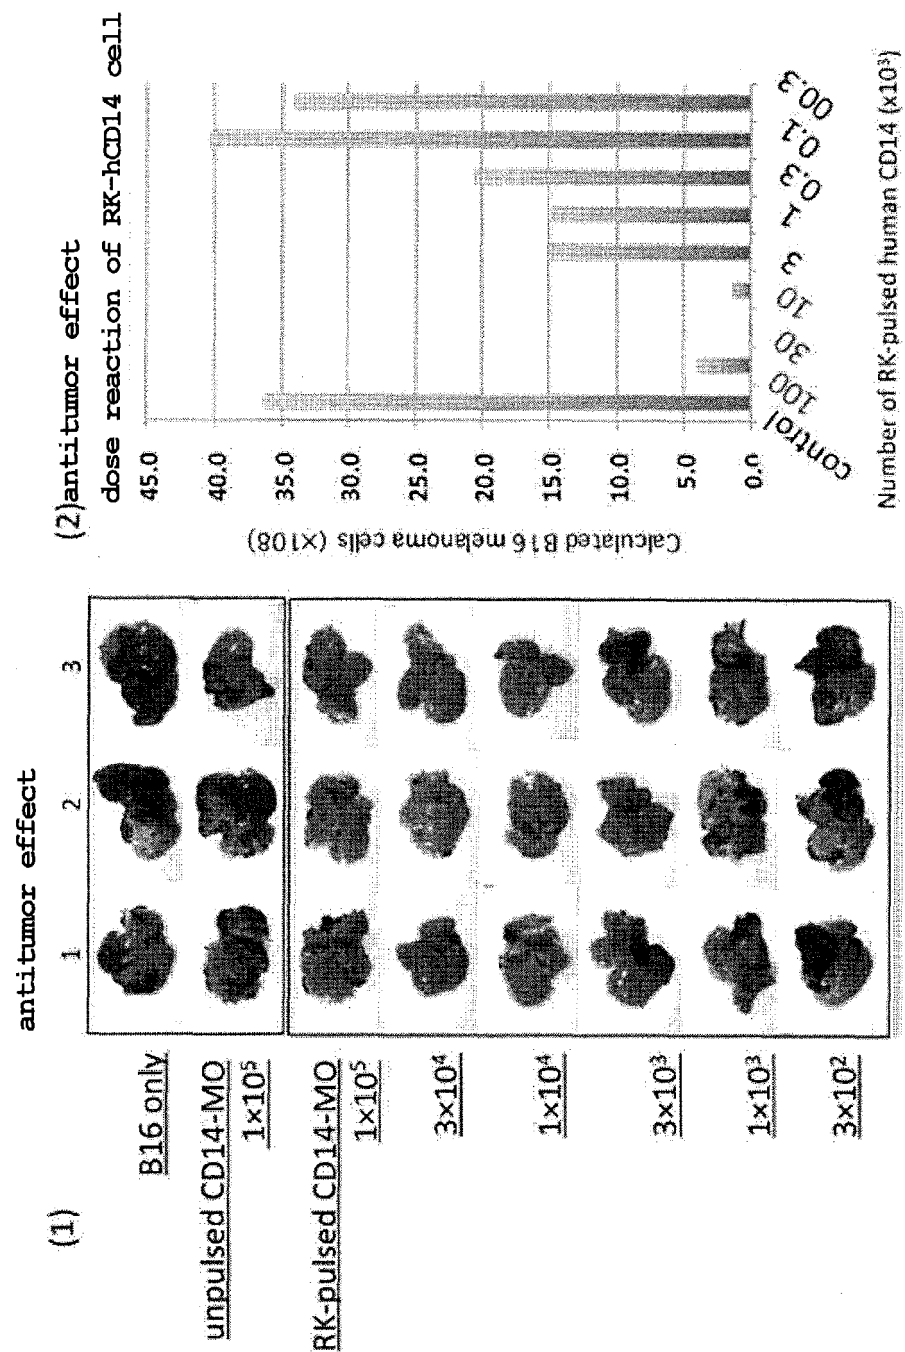 (1)
antitumor effect
1 2 3
B16 only
unpulsed CD14-MO
1×10⁵
RK-pulsed CD14-MO
1×10⁵
3×10⁴
1×10⁴
3×10³
1×10³
3×10²
(2)antitumor effect
dose reaction of RK-hCD14 cell
Calculated B16 melanoma cells (×108)
45.0
40.0
35.0
30.0
25.0
20.0
15.0
10.0
5.0
0.0
control 100 30 10 3 1 0.3 0.1 00.3
Number of RK-pulsed human CD14 (x10³)